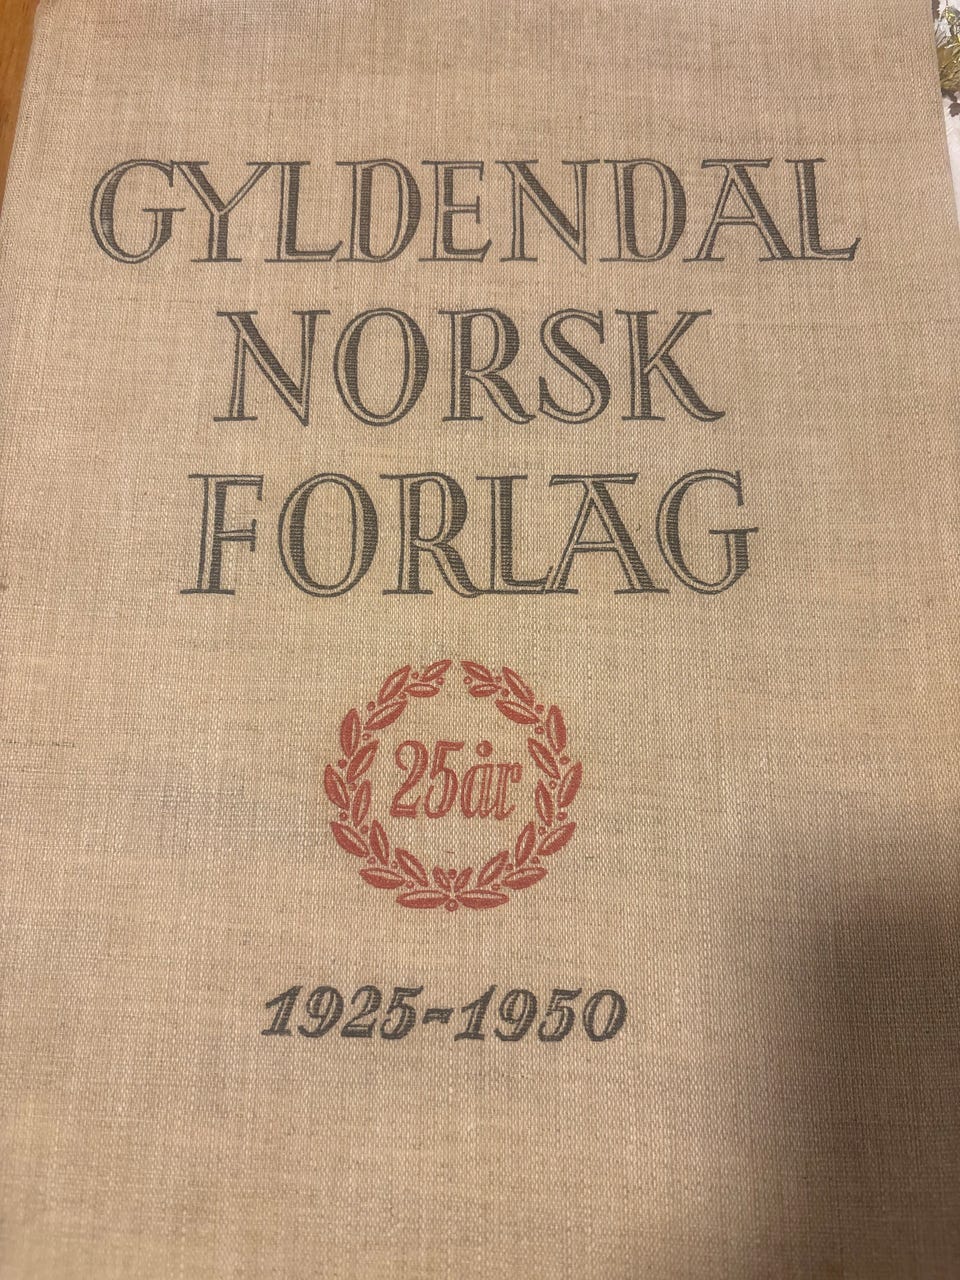 GYLDENDAL
NORSK
FORLAG
25 år
1925-1950